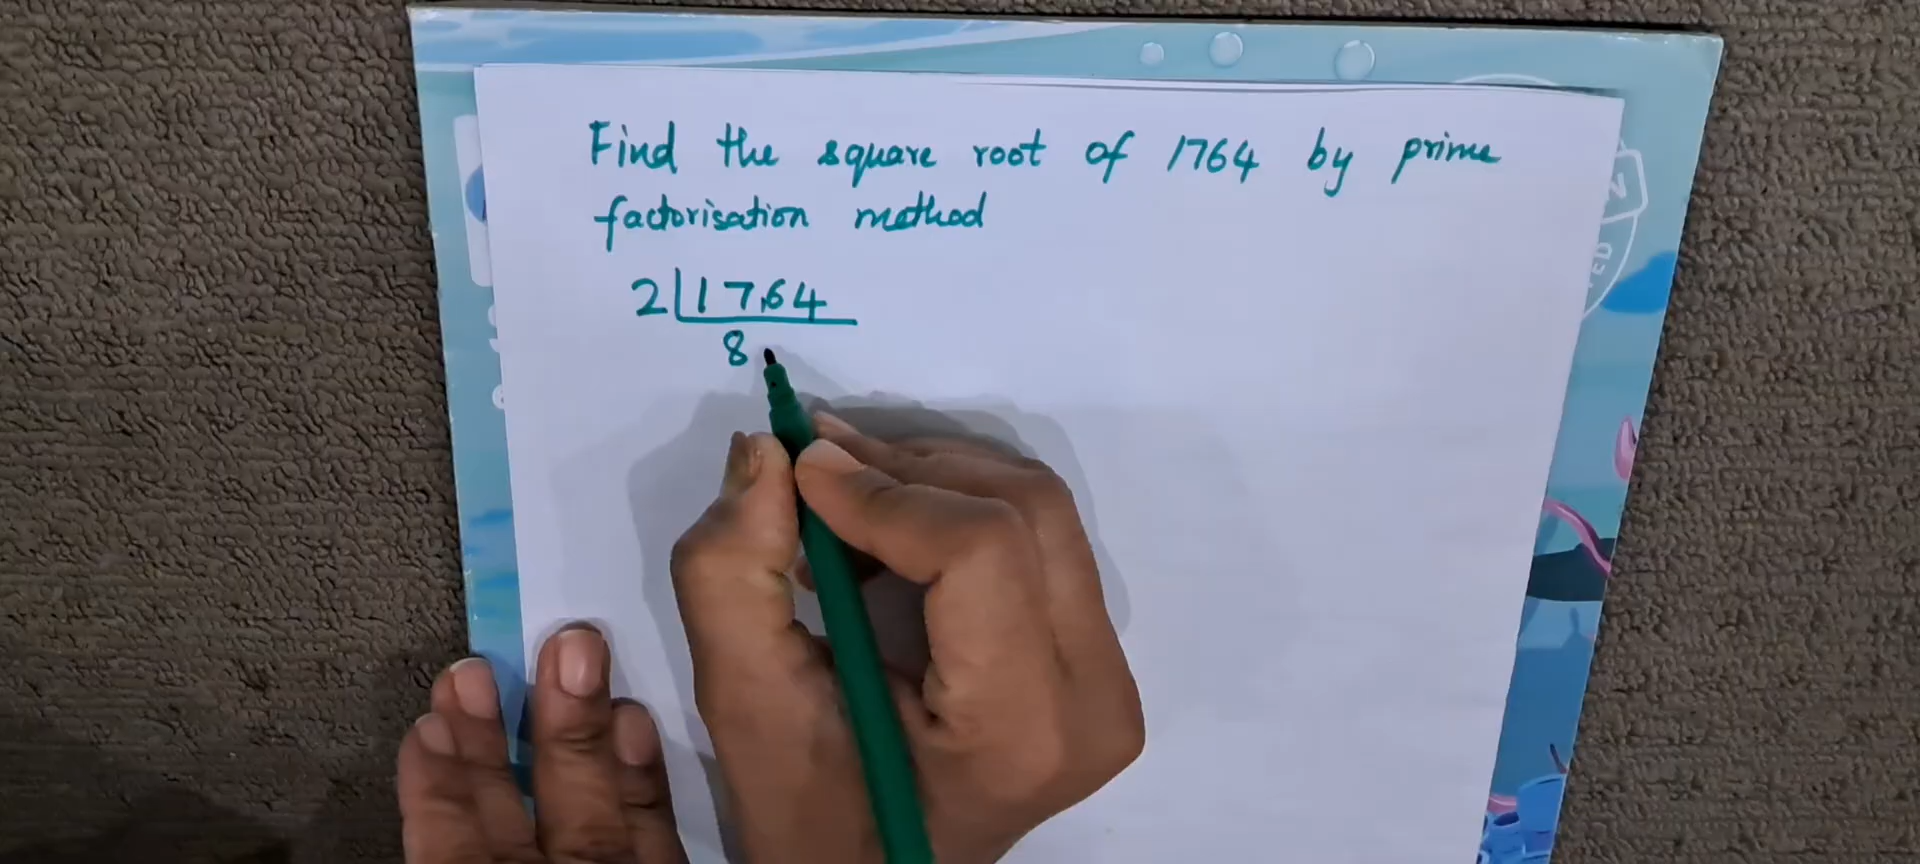 Find the square root of 1764 by prime
factorisation method
2 | 1764
8